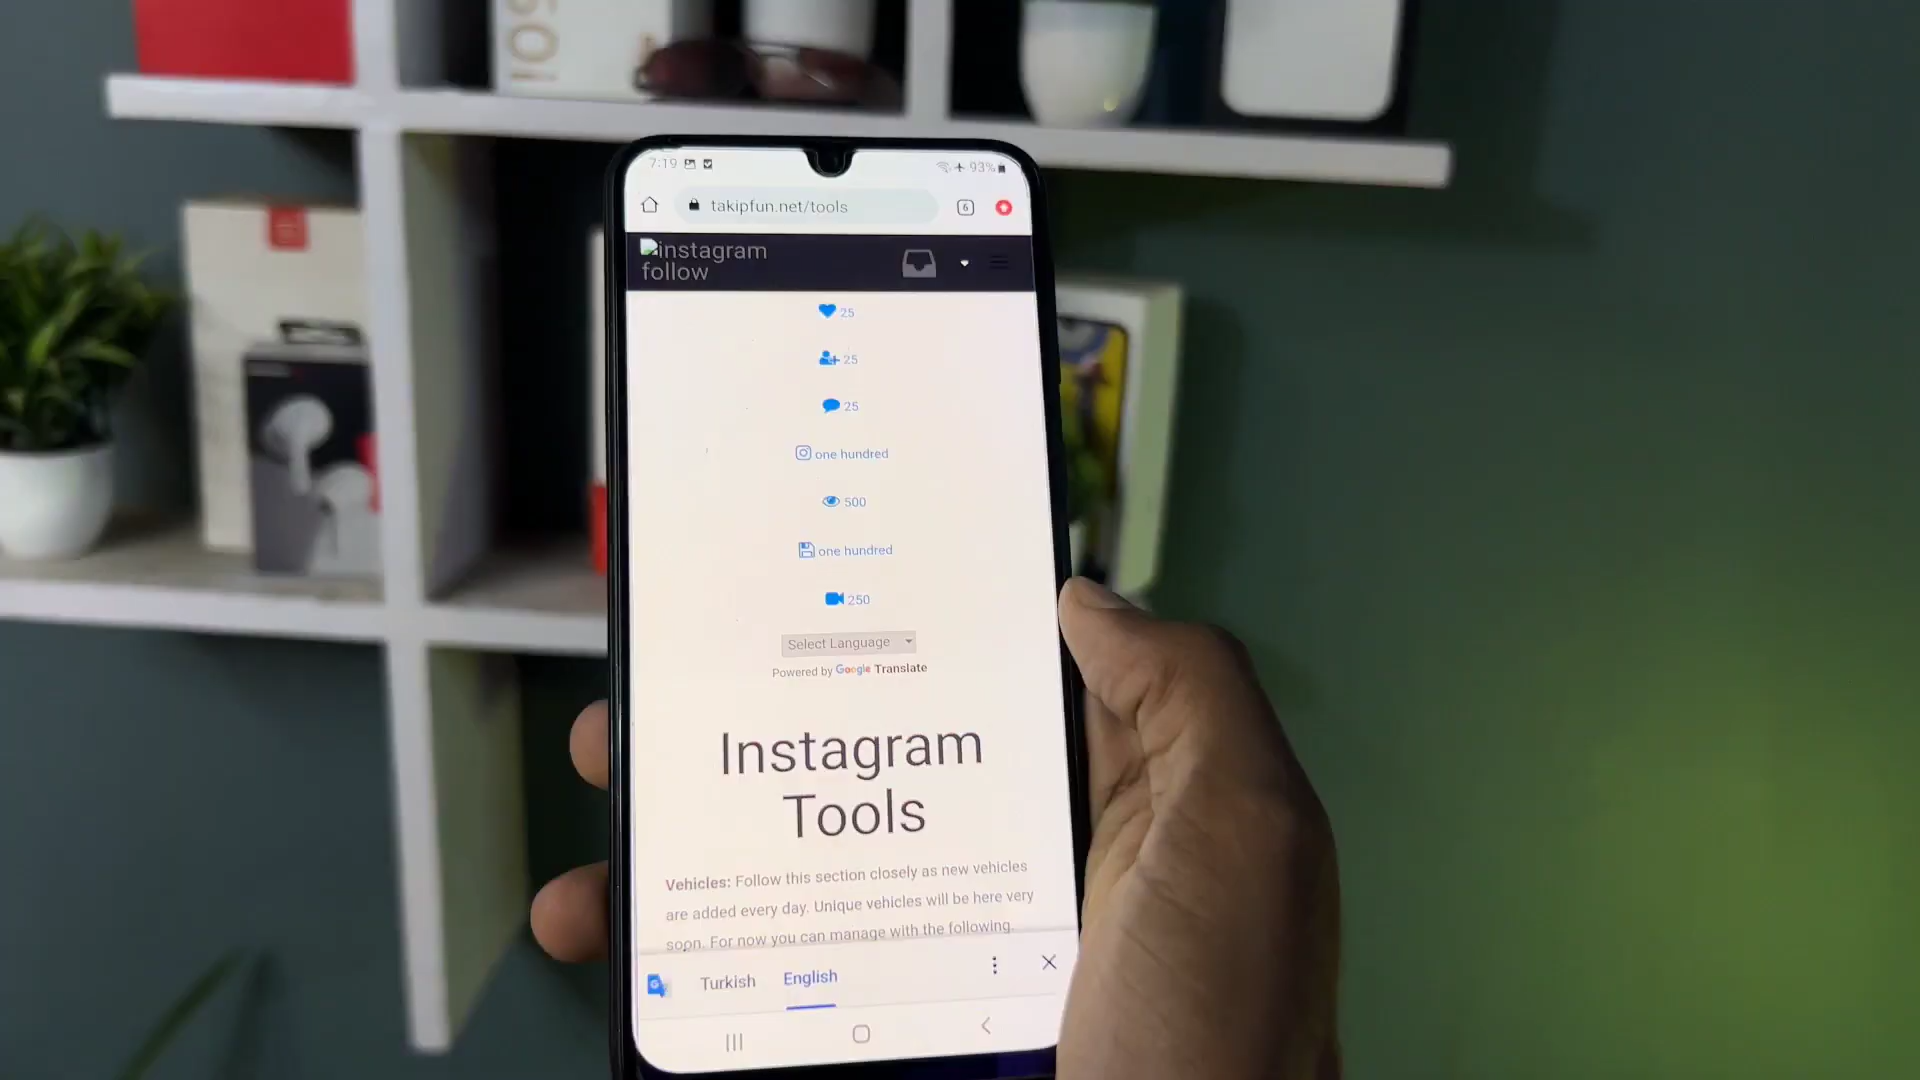 7:19
93%
takipfun.net/tools
6
instagram
follow
25
25
25
one hundred
500
one hundred
250
Select Language
Powered by Google Translate
Instagram
Tools
Vehicles: Follow this section closely as new vehicles
are added every day. Unique vehicles will be here very
soon. For now you can manage with the following.
Turkish English